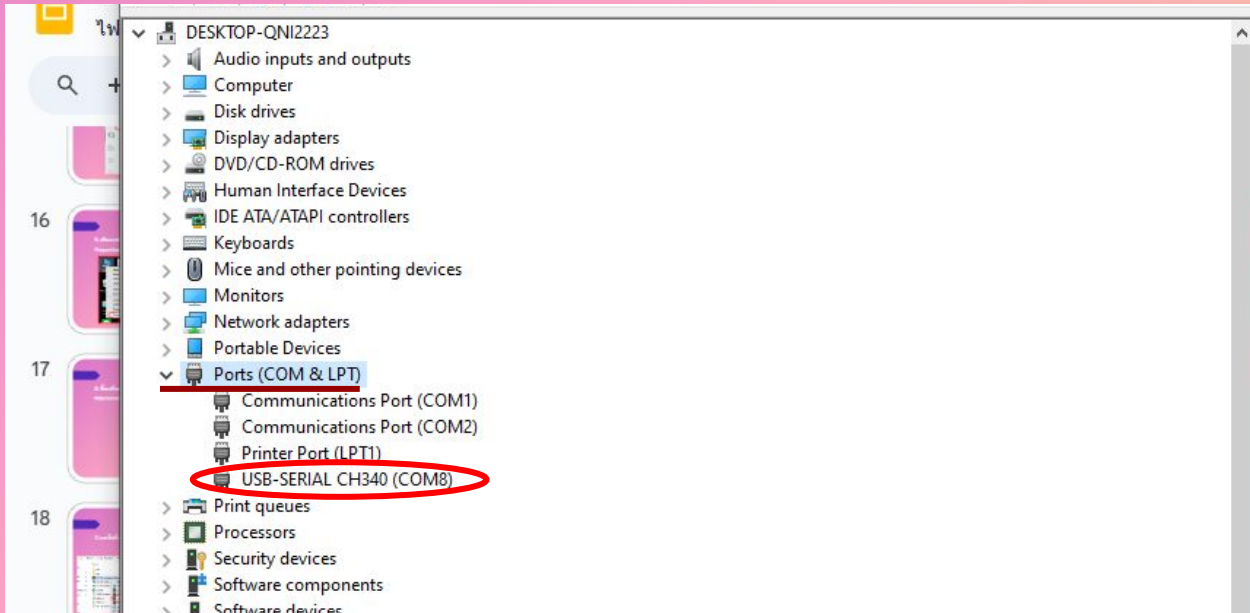 ไฟ
DESKTOP-QNI2223
Audio inputs and outputs
Computer
Disk drives
Display adapters
DVD/CD-ROM drives
Human Interface Devices
IDE ATA/ATAPI controllers
Keyboards
Mice and other pointing devices
Monitors
Network adapters
Portable Devices
Ports (COM & LPT)
Communications Port (COM1)
Communications Port (COM2)
Printer Port (LPT1)
USB-SERIAL CH340 (COM8)
Print queues
Processors
Security devices
Software components
Software devices
16
17
18